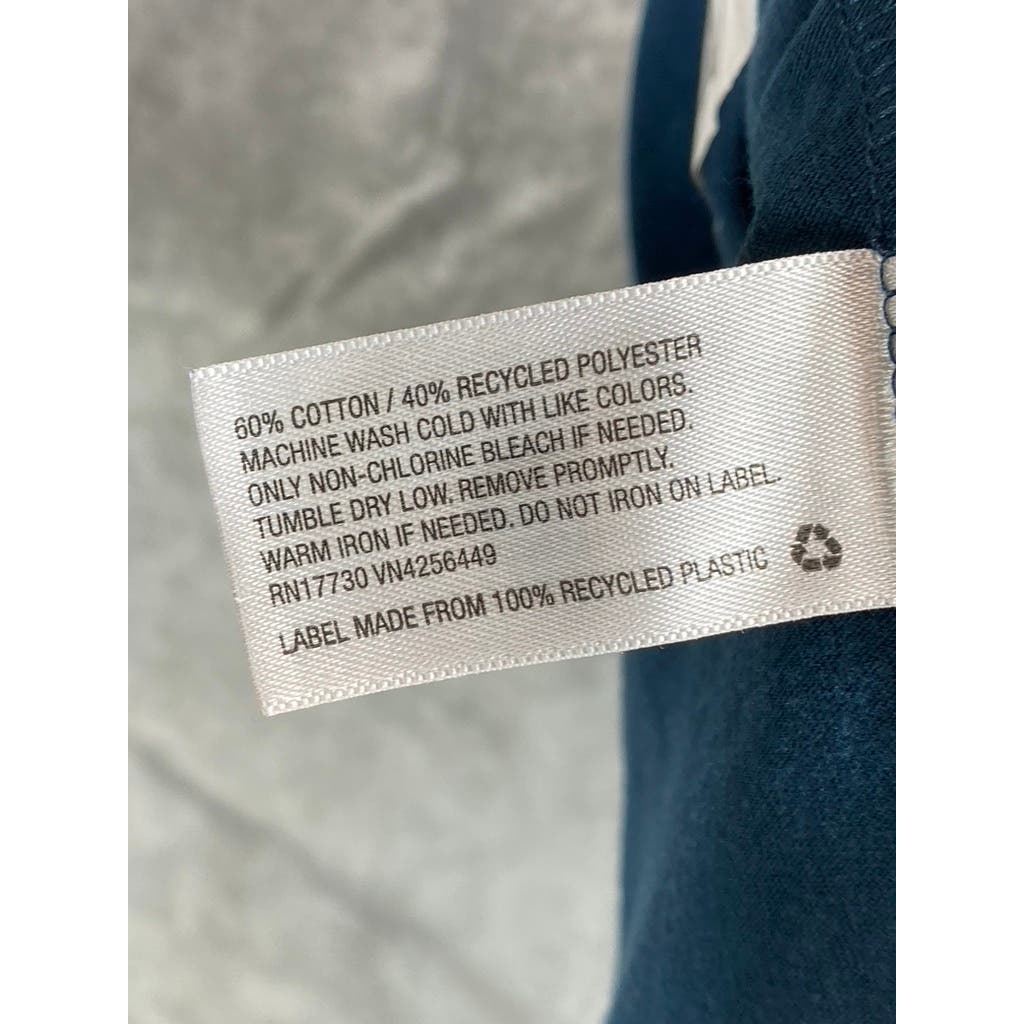 60% COTTON / 40% RECYCLED POLYESTER
MACHINE WASH COLD WITH LIKE COLORS.
ONLY NON-CHLORINE BLEACH IF NEEDED.
TUMBLE DRY LOW. REMOVE PROMPTLY.
WARM IRON IF NEEDED. DO NOT IRON ON LABEL.
RN17730 VN4256449
LABEL MADE FROM 100% RECYCLED PLASTIC